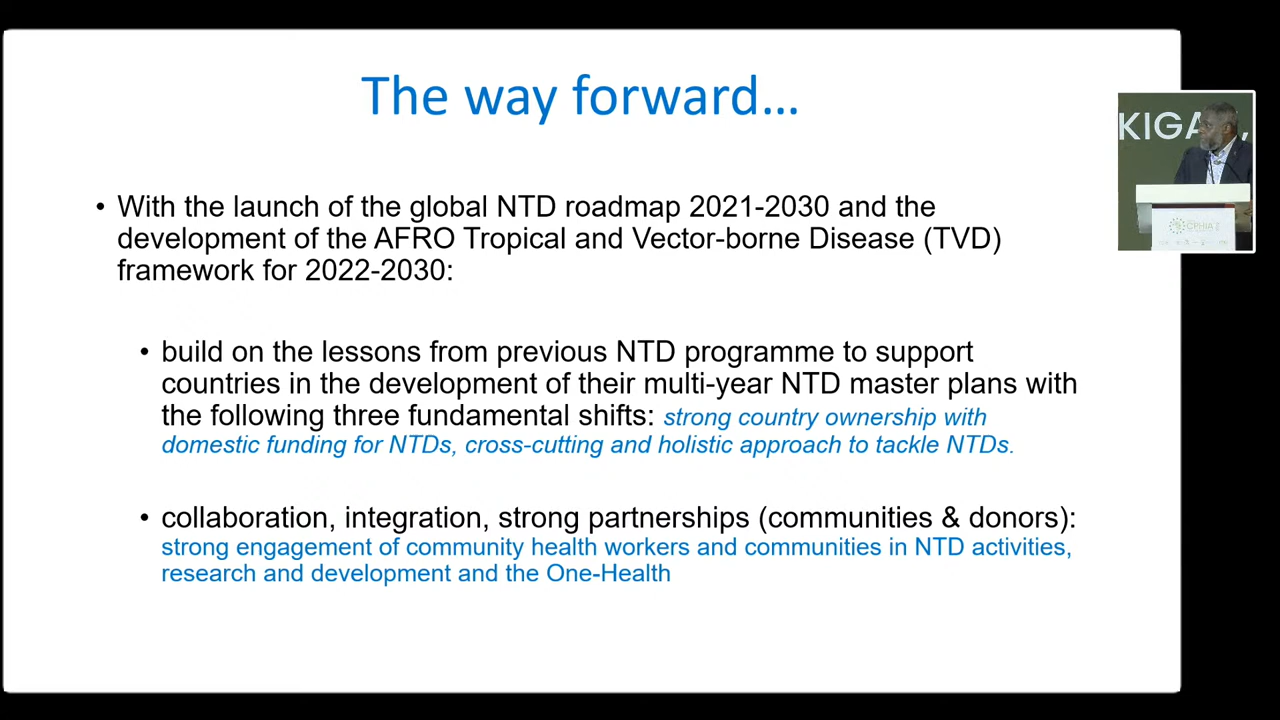 The way forward...
• With the launch of the global NTD roadmap 2021-2030 and the
development of the AFRO Tropical and Vector-borne Disease (TVD)
framework for 2022-2030:
• build on the lessons from previous NTD programme to support
countries in the development of their multi-year NTD master plans with
the following three fundamental shifts: strong country ownership with
domestic funding for NTDs, cross-cutting and holistic approach to tackle NTDs.
• collaboration, integration, strong partnerships (communities & donors):
strong engagement of community health workers and communities in NTD activities,
research and development and the One-Health
CPHIA